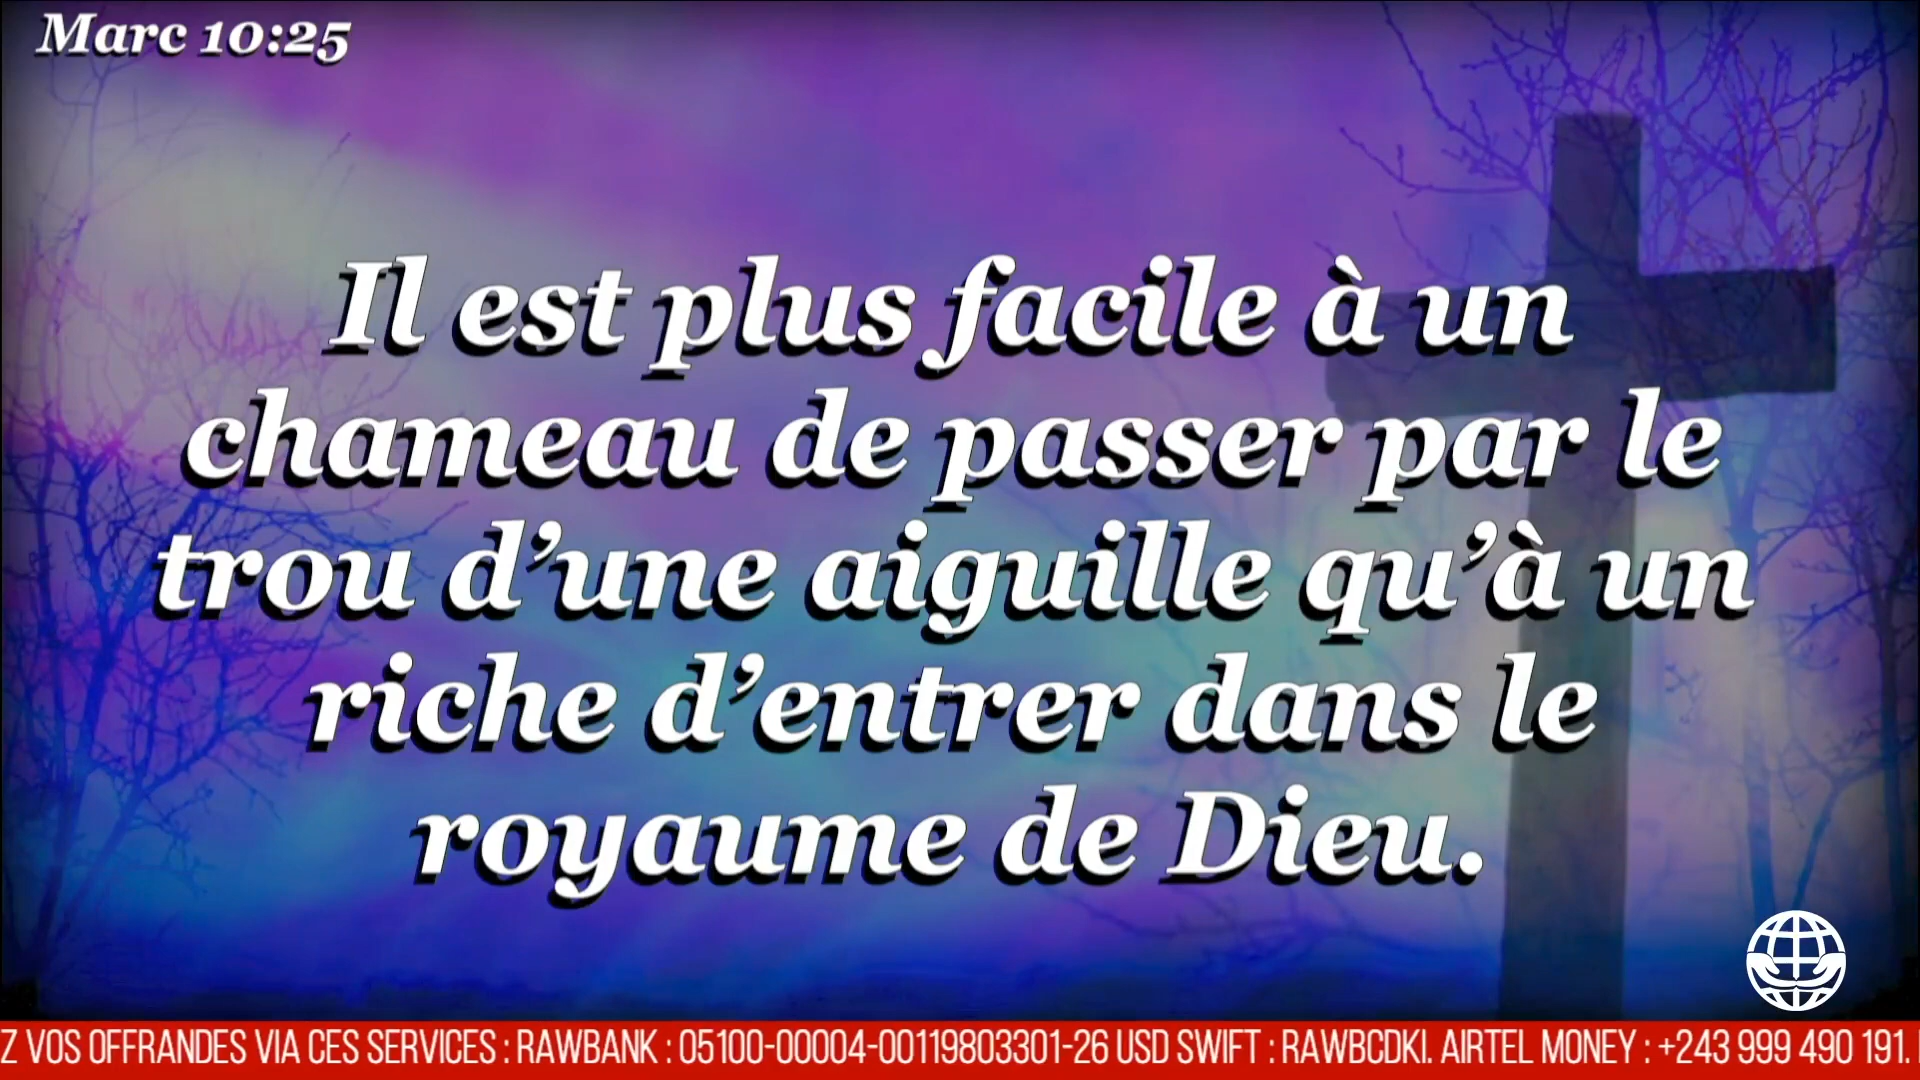 Marc 10:25
Il est plus facile à un
chameau de passer par le
trou d’une aiguille qu’à un
riche d’entrer dans le
royaume de Dieu.
Z VOS OFFRANDES VIA CES SERVICES : RAWBANK : 05100-00004-00119803301-26 USD SWIFT : RAWBCDKI. AIRTEL MONEY : +243 999 490 191.